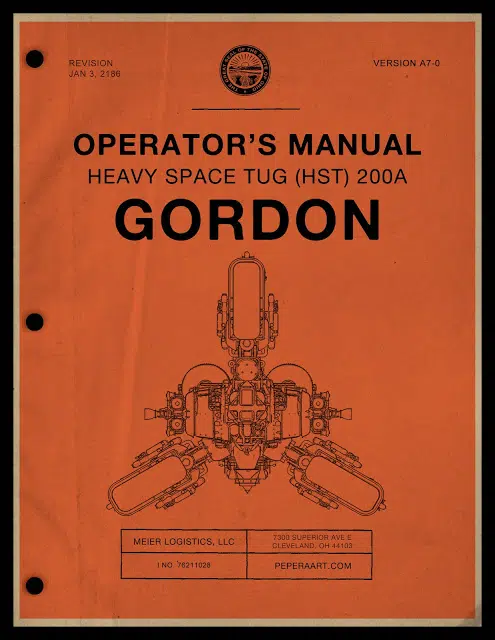 REVISION
JAN 3, 2186
VERSION A7-0
THE GREAT SEAL OF THE STATE OF OHIO
OPERATOR'S MANUAL
HEAVY SPACE TUG (HST) 200A
GORDON
MEIER LOGISTICS, LLC
7300 SUPERIOR AVE E
CLEVELAND, OH 44103
I NO 76211028
PEPERAART.COM